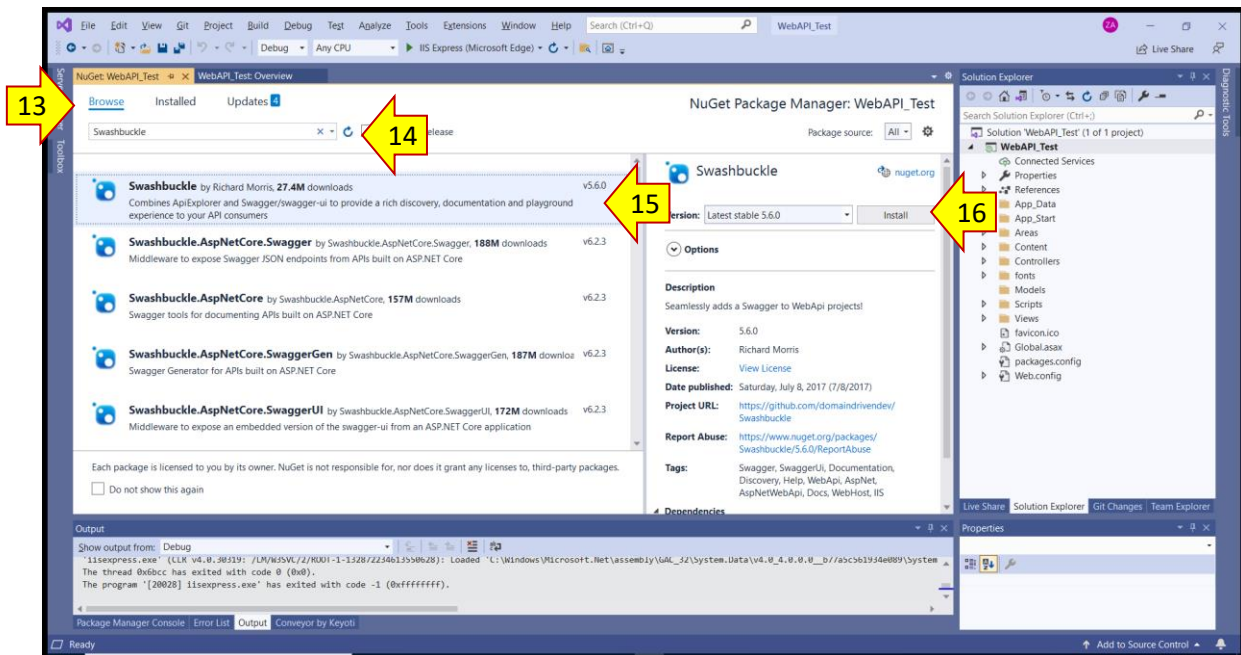 File Edit View Git Project Build Debug Test Analyze Tools Extensions Window Help Search (Ctrl+Q) WebAPI_Test ZA
Debug Any CPU IIS Express (Microsoft Edge) Live Share
NuGet: WebAPI_Test WebAPI_Test: Overview
13
Browse Installed Updates 4
NuGet Package Manager: WebAPI_Test
Swashbuckle
14
elease
Package source: All
Swashbuckle by Richard Morris, 27.4M downloads v5.6.0
Combines ApiExplorer and Swagger/swagger-ui to provide a rich discovery, documentation and playground
experience to your API consumers
15
Swashbuckle.AspNetCore.Swagger by Swashbuckle.AspNetCore.Swagger, 188M downloads v6.2.3
Middleware to expose Swagger JSON endpoints from APIs built on ASP.NET Core
Swashbuckle.AspNetCore by Swashbuckle.AspNetCore, 157M downloads v6.2.3
Swagger tools for documenting APIs built on ASP.NET Core
Swashbuckle.AspNetCore.SwaggerGen by Swashbuckle.AspNetCore.SwaggerGen, 187M downloa v6.2.3
Swagger Generator for APIs built on ASP.NET Core
Swashbuckle.AspNetCore.SwaggerUI by Swashbuckle.AspNetCore.SwaggerUI, 172M downloads v6.2.3
Middleware to expose an embedded version of the swagger-ui from an ASP.NET Core application
Each package is licensed to you by its owner. NuGet is not responsible for, nor does it grant any licenses to, third-party packages.
Do not show this again
Swashbuckle nuget.org
ersion: Latest stable 5.6.0 Install
16
Options
Description
Seamlessly adds a Swagger to WebApi projects!
Version: 5.6.0
Author(s): Richard Morris
License: View License
Date published: Saturday, July 8, 2017 (7/8/2017)
Project URL: https://github.com/domaindrivendev/
Swashbuckle
Report Abuse: https://www.nuget.org/packages/
Swashbuckle/5.6.0/ReportAbuse
Tags: Swagger, SwaggerUi, Documentation,
Discovery, Help, WebApi, AspNet,
AspNetWebApi, Docs, WebHost, IIS
Dependencies
Solution Explorer
Search Solution Explorer (Ctrl+;)
Solution 'WebAPI_Test' (1 of 1 project)
WebAPI_Test
Connected Services
Properties
References
App_Data
App_Start
Areas
Content
Controllers
fonts
Models
Scripts
Views
favicon.ico
Global.asax
packages.config
Web.config
Live Share Solution Explorer Git Changes Team Explorer
Diagnostic Tools
Toolbox
Output
Show output from: Debug
The thread 0x6bcc has exited with code 0 (0x0).
The program '[20028] iisexpress.exe' has exited with code -1 (0xffffffff).
Package Manager Console Error List Output Conveyor by Keyoti
Properties
Ready Add to Source Control